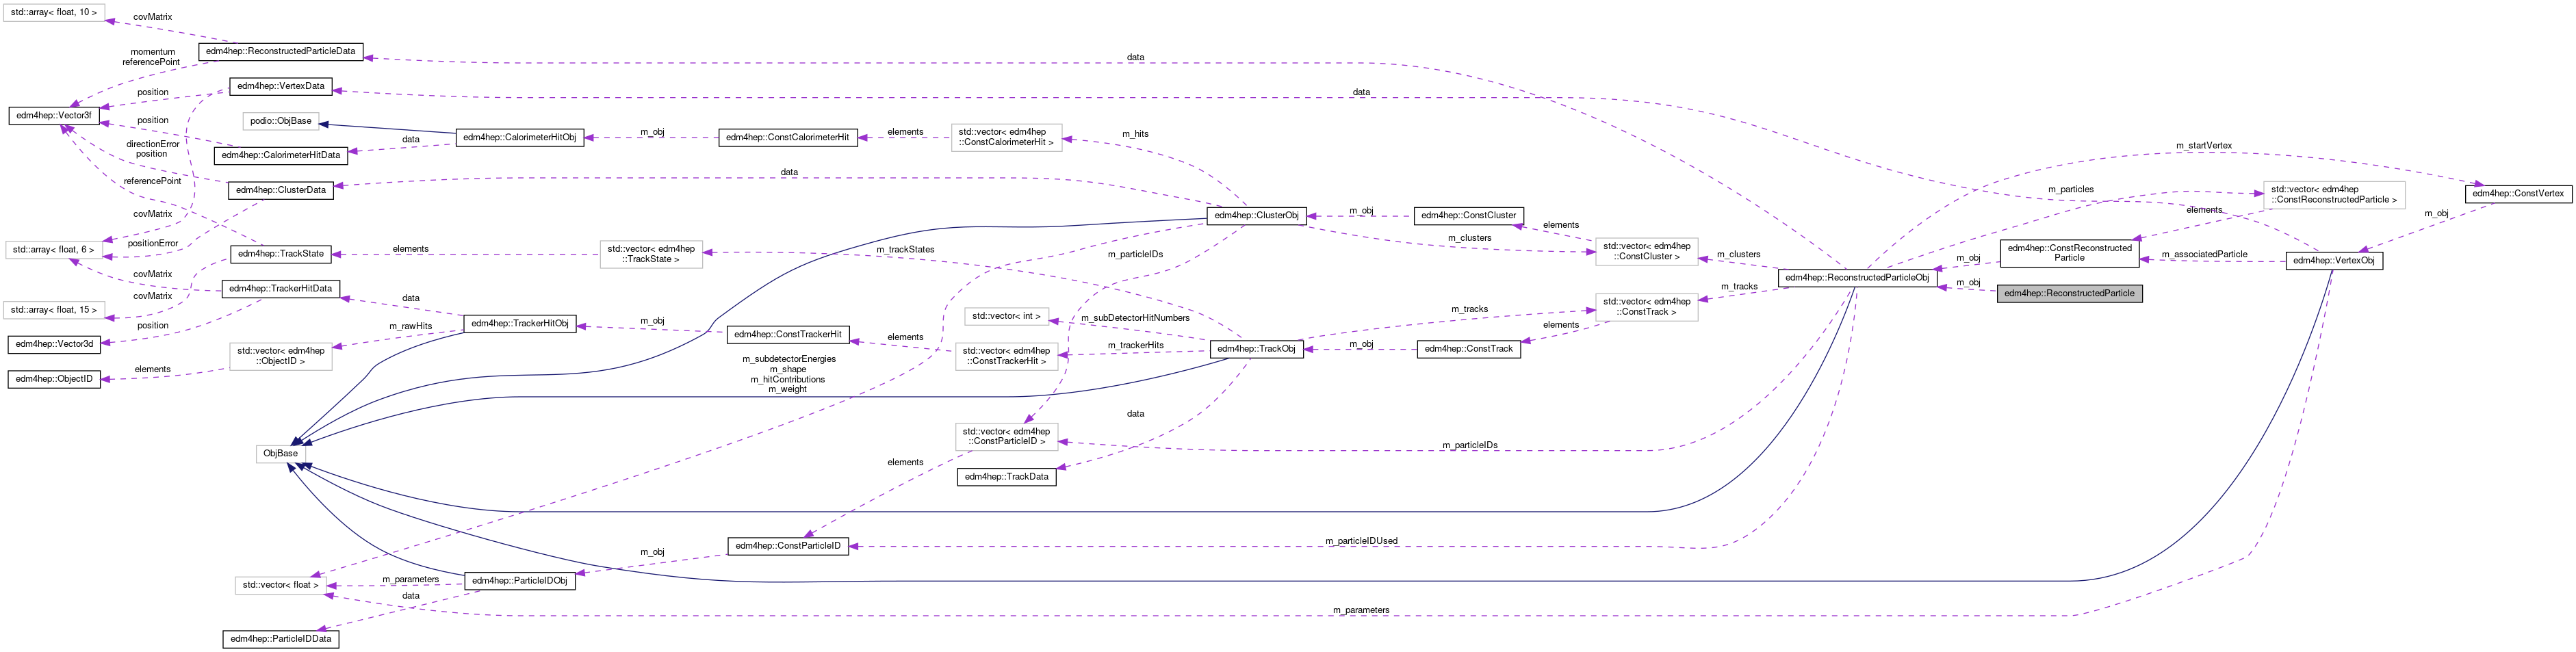 std::array< float, 10 >
covMatrix
edm4hep::ReconstructedParticleData
momentum
referencePoint
data
edm4hep::VertexData
position
data
edm4hep::Vector3f
podio::ObjBase
position
edm4hep::CalorimeterHitObj
m_obj
edm4hep::ConstCalorimeterHit
elements
std::vector< edm4hep
::ConstCalorimeterHit >
m_hits
data
directionError
position
edm4hep::CalorimeterHitData
m_startVertex
referencePoint
edm4hep::ClusterData
data
m_particles
std::vector< edm4hep
::ConstReconstructedParticle >
edm4hep::ConstVertex
covMatrix
edm4hep::ClusterObj
m_obj
edm4hep::ConstCluster
elements
elements
m_obj
std::array< float, 6 >
positionError
edm4hep::TrackState
elements
std::vector< edm4hep
::TrackState >
m_trackStates
m_particleIDs
m_clusters
std::vector< edm4hep
::ConstCluster >
m_clusters
edm4hep::ConstReconstructed
Particle
m_associatedParticle
edm4hep::VertexObj
m_obj
covMatrix
edm4hep::TrackerHitData
edm4hep::ReconstructedParticleObj
m_obj
edm4hep::ReconstructedParticle
covMatrix
data
m_tracks
std::array< float, 15 >
std::vector< edm4hep
::ConstTrack >
m_tracks
std::vector< int >
m_subDetectorHitNumbers
position
m_rawHits
edm4hep::TrackerHitObj
m_obj
edm4hep::ConstTrackerHit
elements
elements
edm4hep::Vector3d
std::vector< edm4hep
::ObjectID >
std::vector< edm4hep
::ConstTrackerHit >
m_trackerHits
edm4hep::TrackObj
m_obj
edm4hep::ConstTrack
m_subdetectorEnergies
m_shape
m_hitContributions
m_weight
elements
edm4hep::ObjectID
data
std::vector< edm4hep
::ConstParticleID >
m_particleIDs
ObjBase
elements
edm4hep::TrackData
edm4hep::ConstParticleID
m_particleIDUsed
m_obj
std::vector< float >
m_parameters
edm4hep::ParticleIDObj
data
m_parameters
edm4hep::ParticleIDData